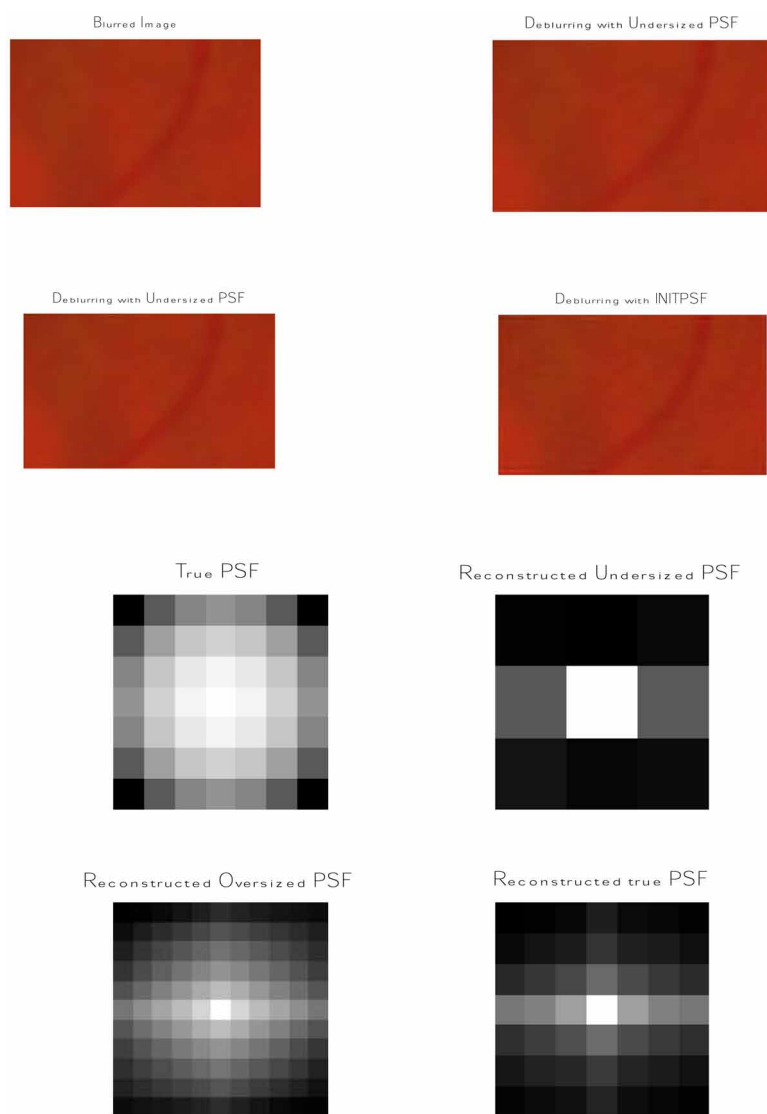 Blurred Image
Deblurring with Undersized PSF
Deblurring with Undersized PSF
Deblurring with INITPSF
True PSF
Reconstructed Undersized PSF
Reconstructed Oversized PSF
Reconstructed true PSF